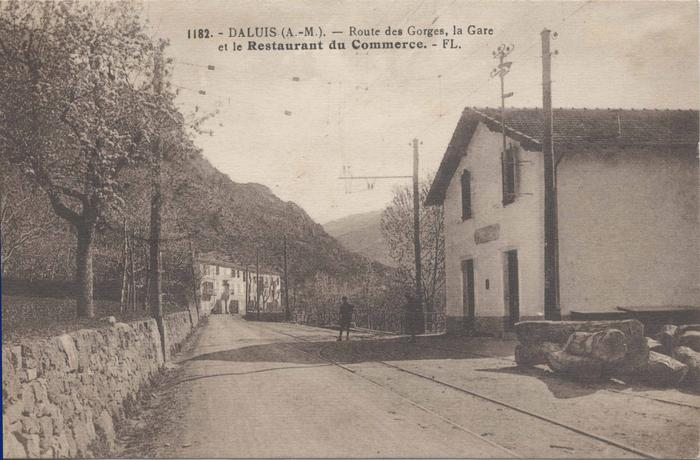 1182. - DALUIS (A.-M.). — Route des Gorges, la Gare
et le Restaurant du Commerce. - FL.